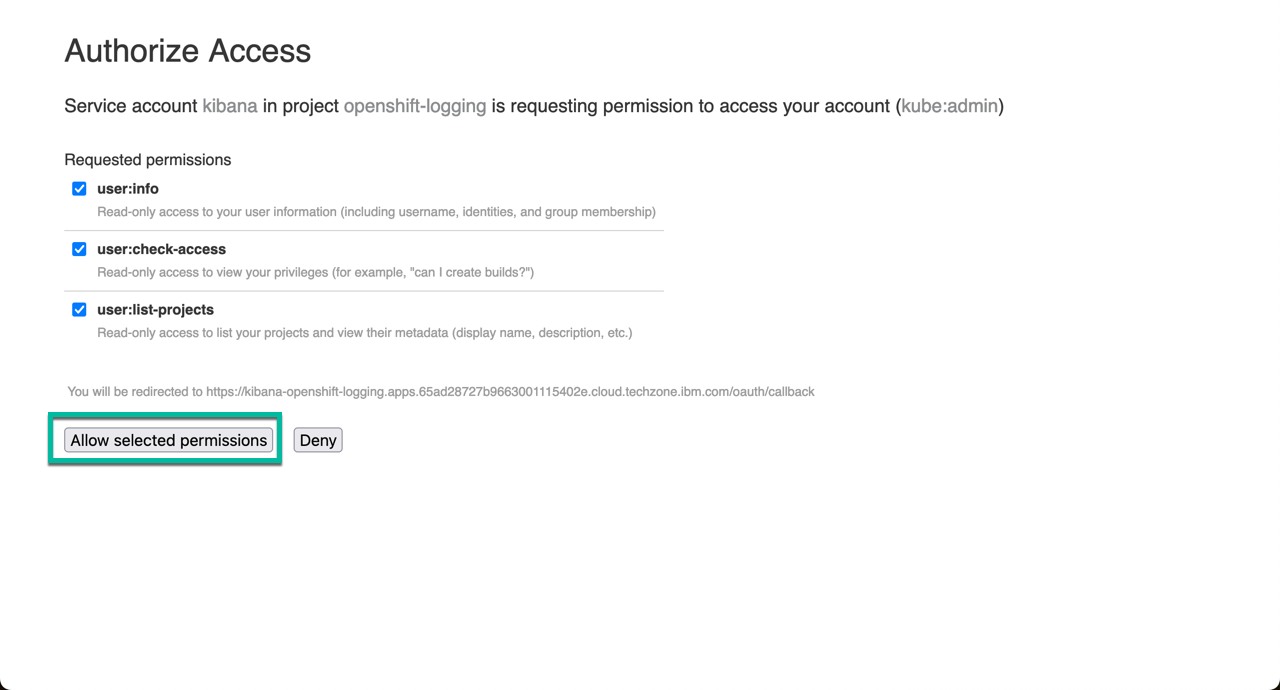 Authorize Access
Service account kibana in project openshift-logging is requesting permission to access your account (kube:admin)
Requested permissions
user:info
Read-only access to your user information (including username, identities, and group membership)
user:check-access
Read-only access to view your privileges (for example, "can I create builds?")
user:list-projects
Read-only access to list your projects and view their metadata (display name, description, etc.)
You will be redirected to https://kibana-openshift-logging.apps.65ad28727b9663001115402e.cloud.techzone.ibm.com/oauth/callback
Allow selected permissions Deny